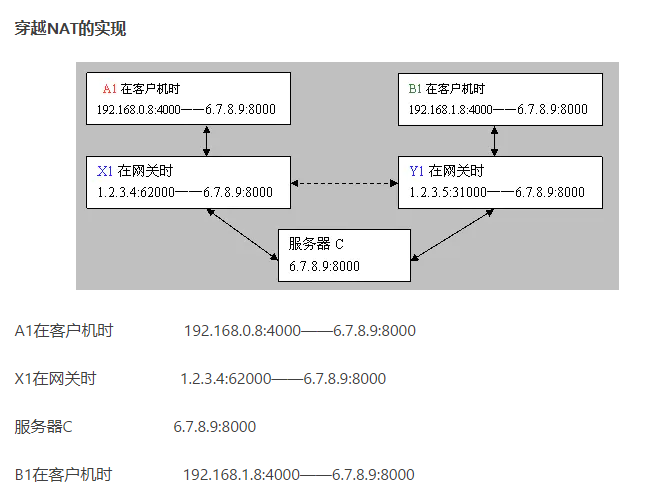 穿越NAT的实现
A1 在客户机时
192.168.0.8:4000——6.7.8.9:8000
B1 在客户机时
192.168.1.8:4000——6.7.8.9:8000
X1 在网关时
1.2.3.4:62000——6.7.8.9:8000
Y1 在网关时
1.2.3.5:31000——6.7.8.9:8000
服务器 C
6.7.8.9:8000
A1在客户机时 192.168.0.8:4000——6.7.8.9:8000
X1在网关时 1.2.3.4:62000——6.7.8.9:8000
服务器C 6.7.8.9:8000
B1在客户机时 192.168.1.8:4000——6.7.8.9:8000